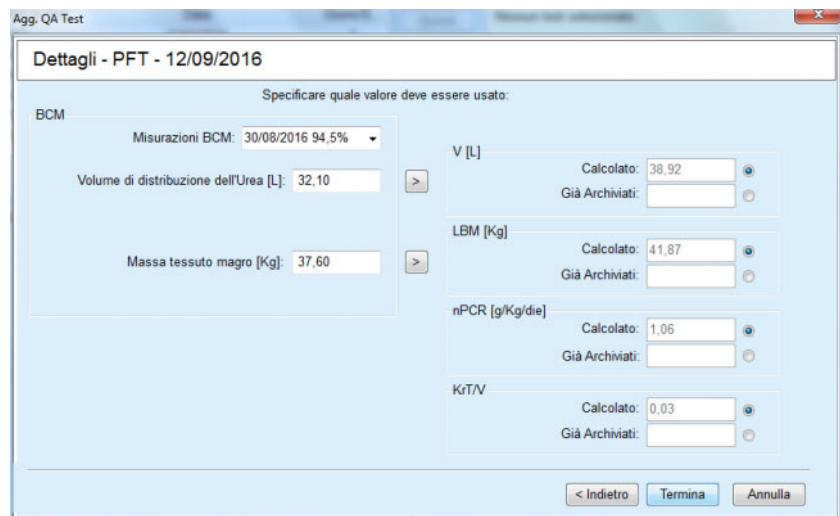 Agg. QA Test
Dettagli - PFT - 12/09/2016
Specificare quale valore deve essere usato:
BCM
Misurazioni BCM: 30/08/2016 94,5%
Volume di distribuzione dell'Urea [L]: 32,10 >
Massa tessuto magro [Kg]: 37,60 >
V [L]
Calcolato: 38,92
Già Archiviati:
LBM [Kg]
Calcolato: 41,87
Già Archiviati:
nPCR [g/Kg/die]
Calcolato: 1,06
Già Archiviati:
KrT/V
Calcolato: 0,03
Già Archiviati:
< Indietro Termina Annulla